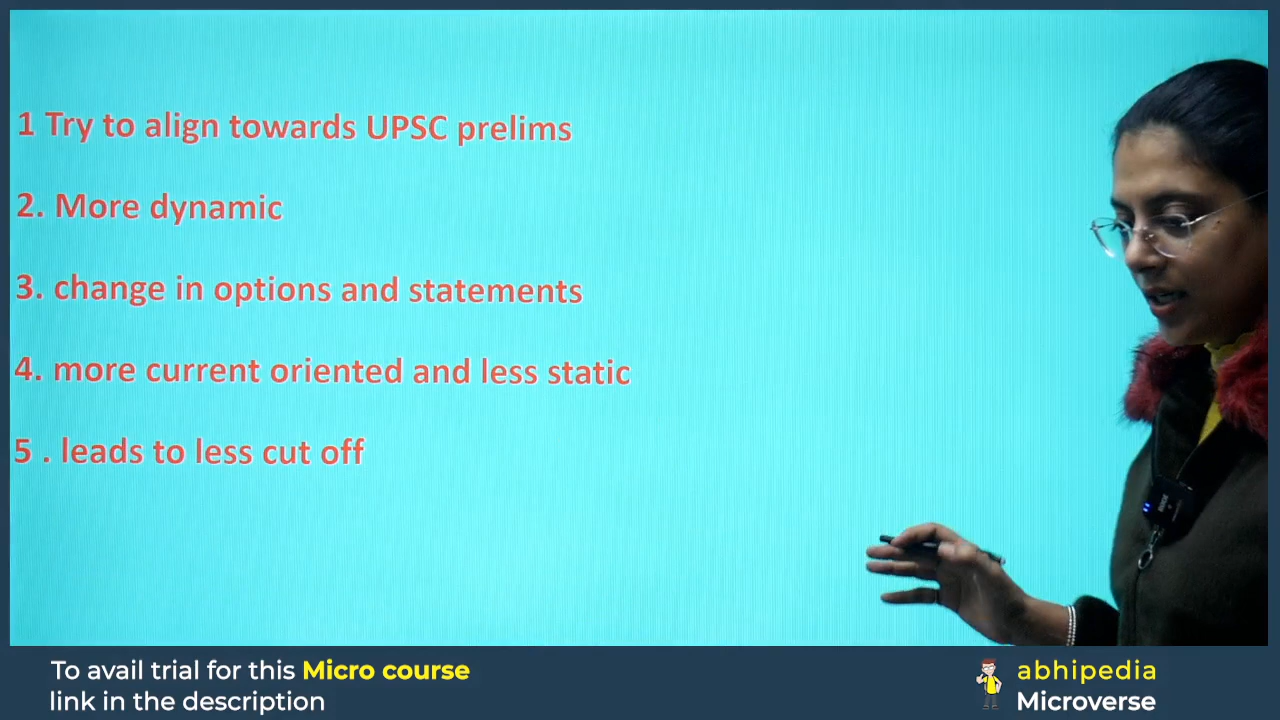 1 Try to align towards UPSC prelims
2. More dynamic
3. change in options and statements
4. more current oriented and less static
5 . leads to less cut off
To avail trial for this Micro course
link in the description
abhipedia
Microverse